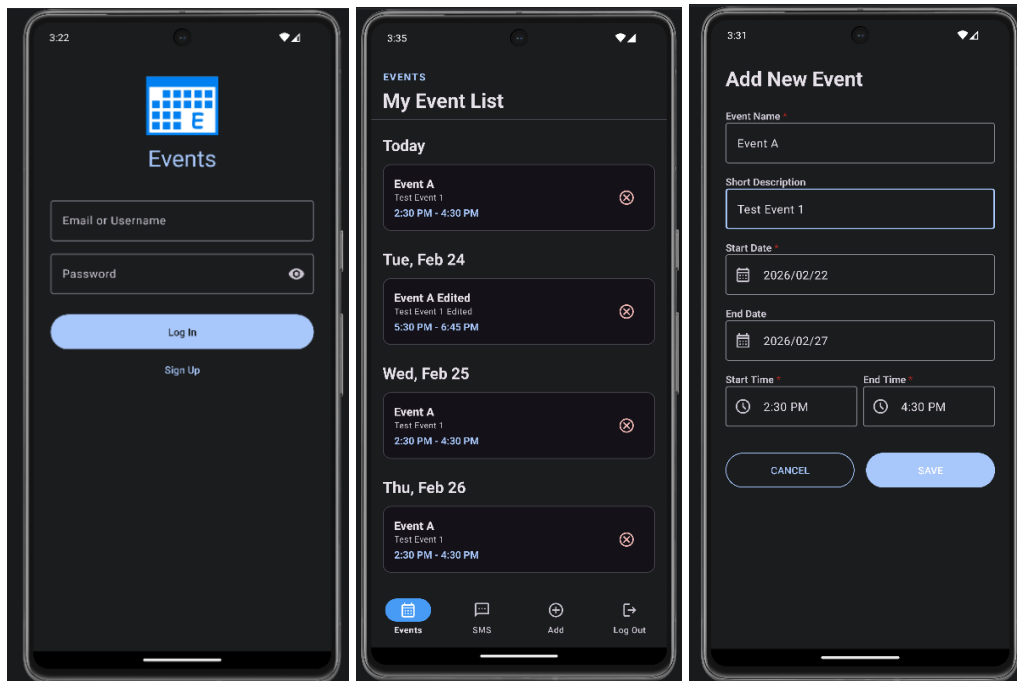 3:22
E
Events
Email or Username
Password
Log In
Sign Up
3:35
EVENTS
My Event List
Today
Event A
Test Event 1
2:30 PM - 4:30 PM
Tue, Feb 24
Event A Edited
Test Event 1 Edited
5:30 PM - 6:45 PM
Wed, Feb 25
Event A
Test Event 1
2:30 PM - 4:30 PM
Thu, Feb 26
Event A
Test Event 1
2:30 PM - 4:30 PM
Events SMS Add Log Out
3:31
Add New Event
Event Name *
Event A
Short Description
Test Event 1
Start Date *
2026/02/22
End Date
2026/02/27
Start Time * End Time *
2:30 PM 4:30 PM
CANCEL SAVE